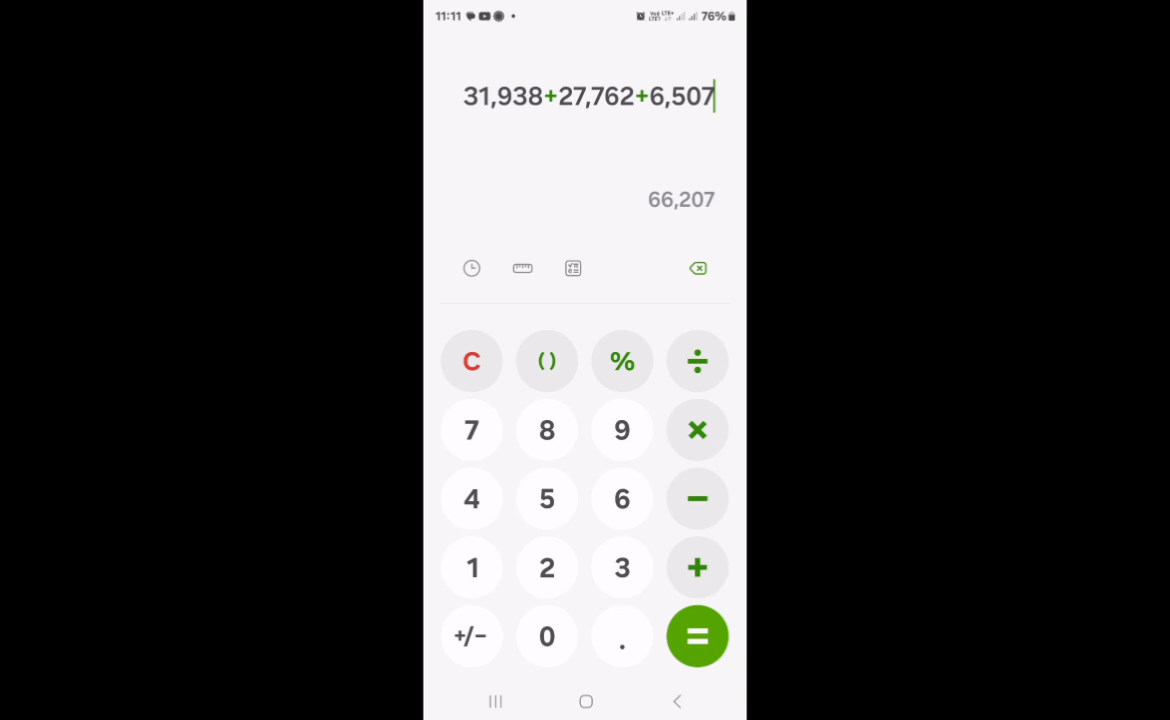 11:11 76%
31,938+27,762+6,507
66,207
C () % ÷
7 8 9 ×
4 5 6 −
1 2 3 +
+/− 0 . =